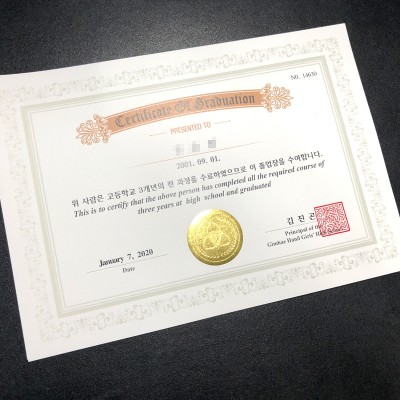 No. 14630
Certificate Of Graduation
PRESENTED TO
2001. 09. 01.
위 사람은 고등학교 3개년의 전 과정을 수료하였으므로 이 졸업장을 수여합니다.
This is to certify that the above person has completed all the required course of
three years at high school and graduated
January 7, 2020
Date
김 진 곤
Principal of the
Girls'